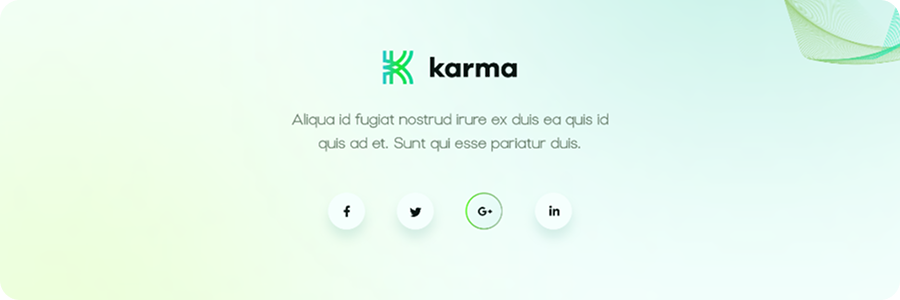 karma
Aliqua id fugiat nostrud irure ex duis ea quis id
quis ad et. Sunt qui esse pariatur duis.
f
G+
in